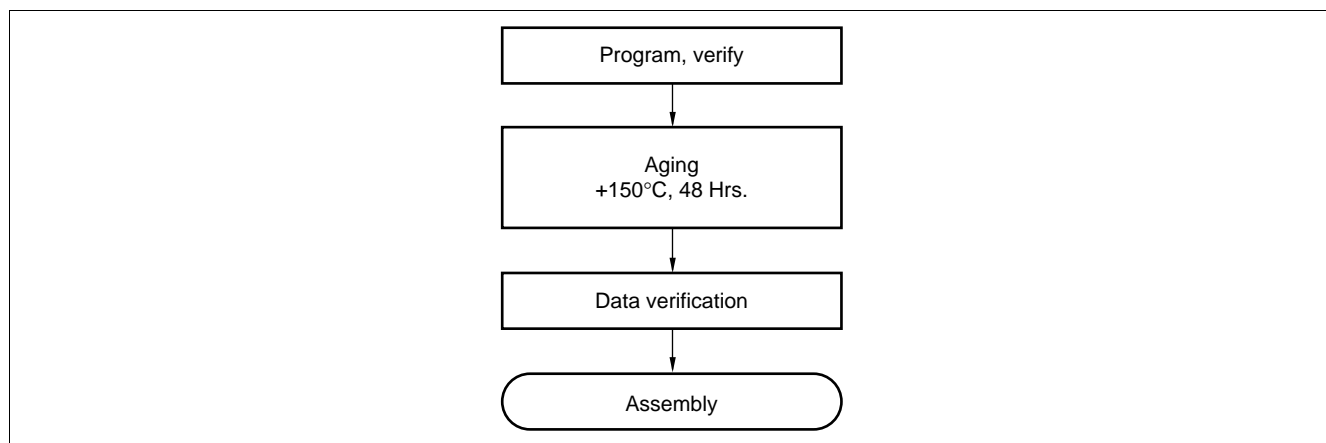 Program, verify
Aging
+150°C, 48 Hrs.
Data verification
Assembly